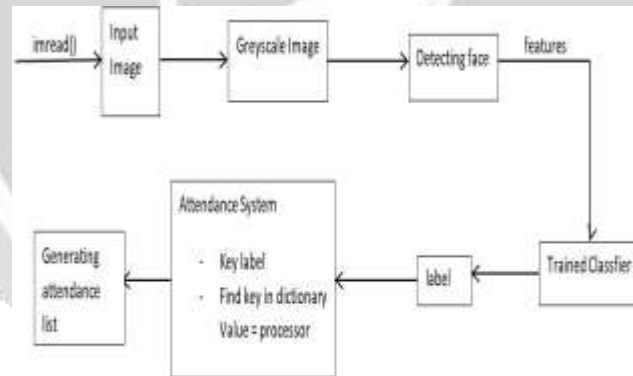 imread()
Input
Image
Greyscale Image
Detecting face
features
Trained Classfier
label
Attendance System
- Key label
- Find key in dictionary
Value = processor
Generating
attendance
list